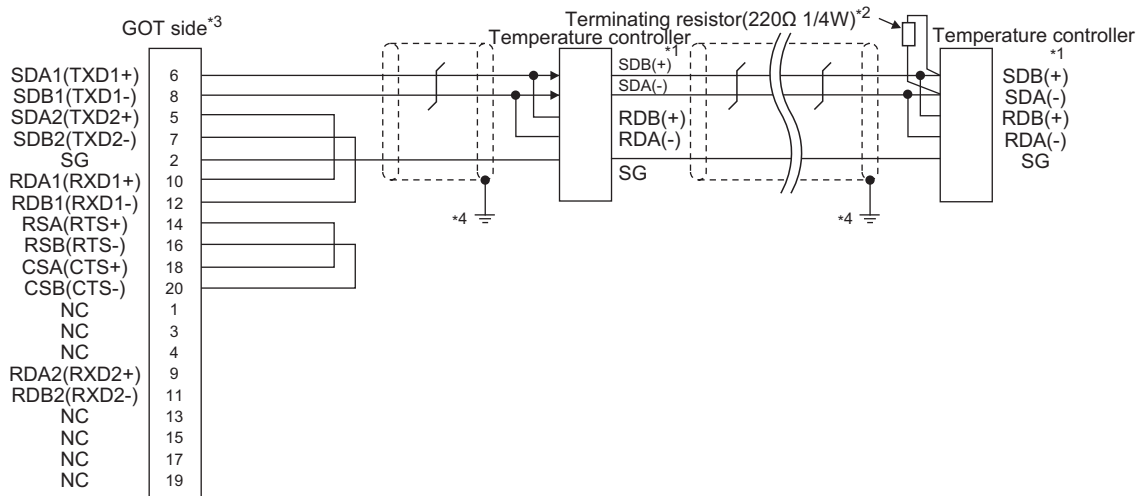 GOT side*3
SDA1(TXD1+) 6
SDB1(TXD1-) 8
SDA2(TXD2+) 5
SDB2(TXD2-) 7
SG 2
RDA1(RXD1+) 10
RDB1(RXD1-) 12
RSA(RTS+) 14
RSB(RTS-) 16
CSA(CTS+) 18
CSB(CTS-) 20
NC 1
NC 3
NC 4
RDA2(RXD2+) 9
RDB2(RXD2-) 11
NC 13
NC 15
NC 17
NC 19
*4
Terminating resistor(220Ω 1/4W)*2
Temperature controller
*1
SDB(+)
SDA(-)
RDB(+)
RDA(-)
SG
*4
Temperature controller
*1
SDB(+)
SDA(-)
RDB(+)
RDA(-)
SG